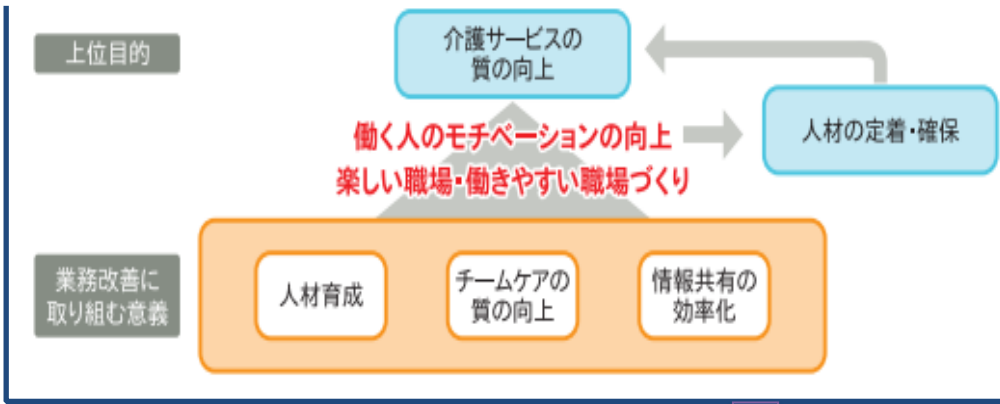 上位目的
介護サービスの
質の向上
働く人のモチベーションの向上
楽しい職場・働きやすい職場づくり
人材の定着・確保
業務改善に
取り組む意義
人材育成
チームケアの
質の向上
情報共有の
効率化